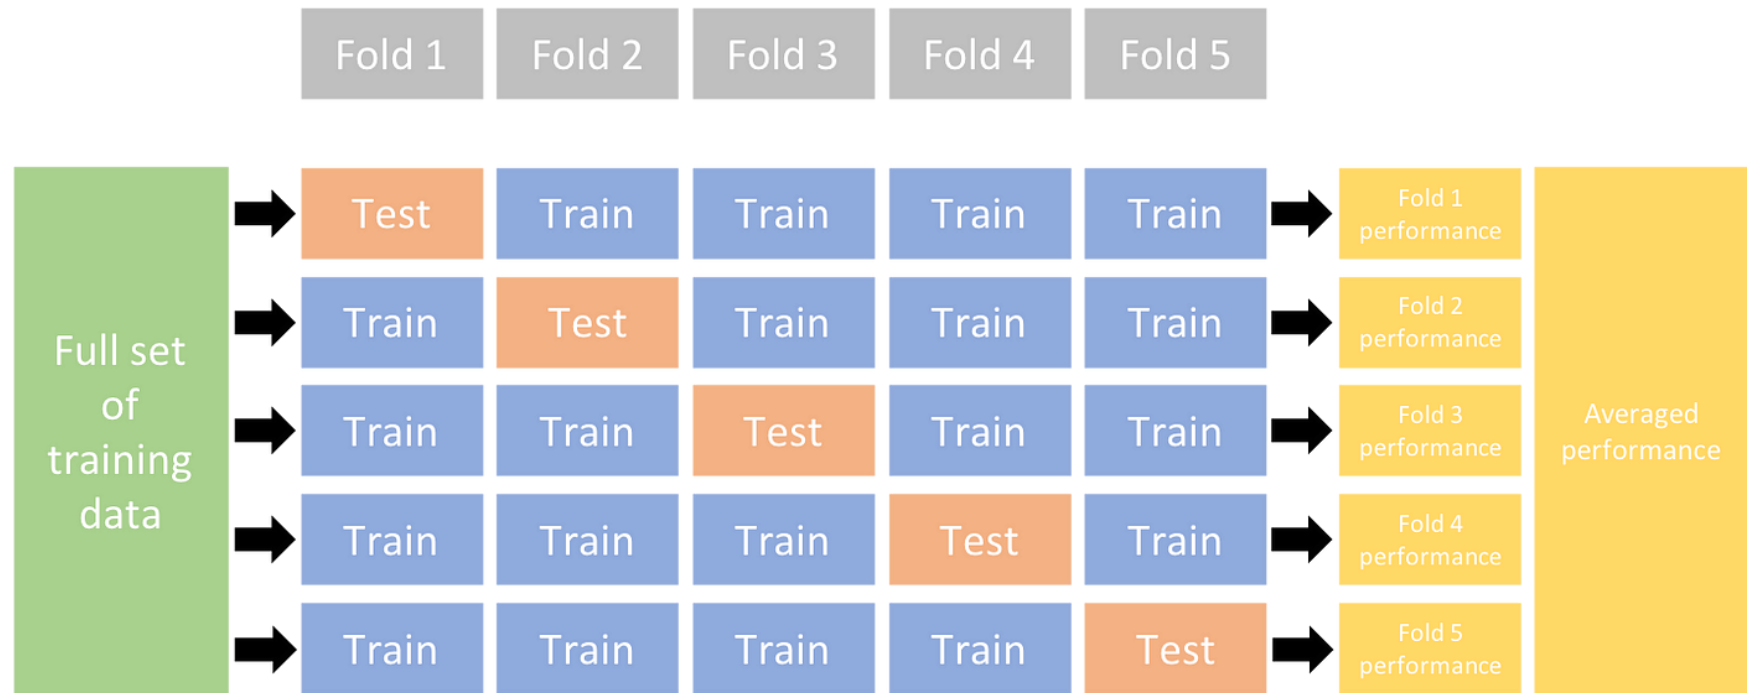 Fold 1 Fold 2 Fold 3 Fold 4 Fold 5
Full set
of
training
data
Test Train Train Train Train
Fold 1
performance
Train Test Train Train Train
Fold 2
performance
Train Train Test Train Train
Fold 3
performance
Train Train Train Test Train
Fold 4
performance
Train Train Train Train Test
Fold 5
performance
Averaged
performance